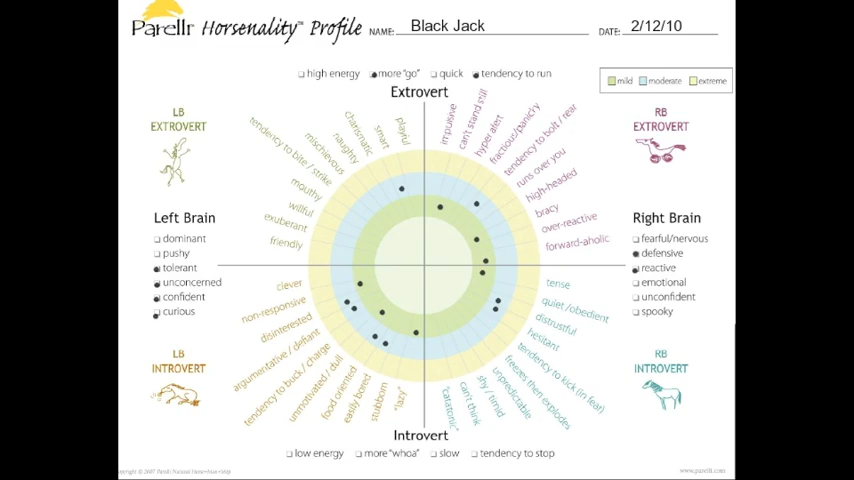 Parelli Horsenality™ Profile NAME: Black Jack DATE: 2/12/10
high energy more "go" quick tendency to run
Extrovert
mild moderate extreme
LB
EXTROVERT
RB
EXTROVERT
playful
smart
charismatic
naughty
mischievous
tendency to bite / strike
mouthy
willful
exuberant
friendly
impulsive
can't stand still
hyper alert
fractious/panicky
tendency to bolt / rear
runs over you
high-headed
bracy
over-reactive
forward-aholic
Left Brain
dominant
pushy
tolerant
unconcerned
confident
curious
Right Brain
fearful/nervous
defensive
reactive
emotional
unconfident
spooky
clever
non-responsive
disinterested
argumentative / defiant
tendency to buck / charge
unmotivated / dull
food oriented
easily bored
stubborn
"lazy"
tense
quiet /obedient
distrustful
hesitant
tendency to kick (in fear)
freezes then explodes
unpredictable
shy / timid
can't think
"catatonic"
LB
INTROVERT
RB
INTROVERT
Introvert
low energy more "whoa" slow tendency to stop
www.parelli.com